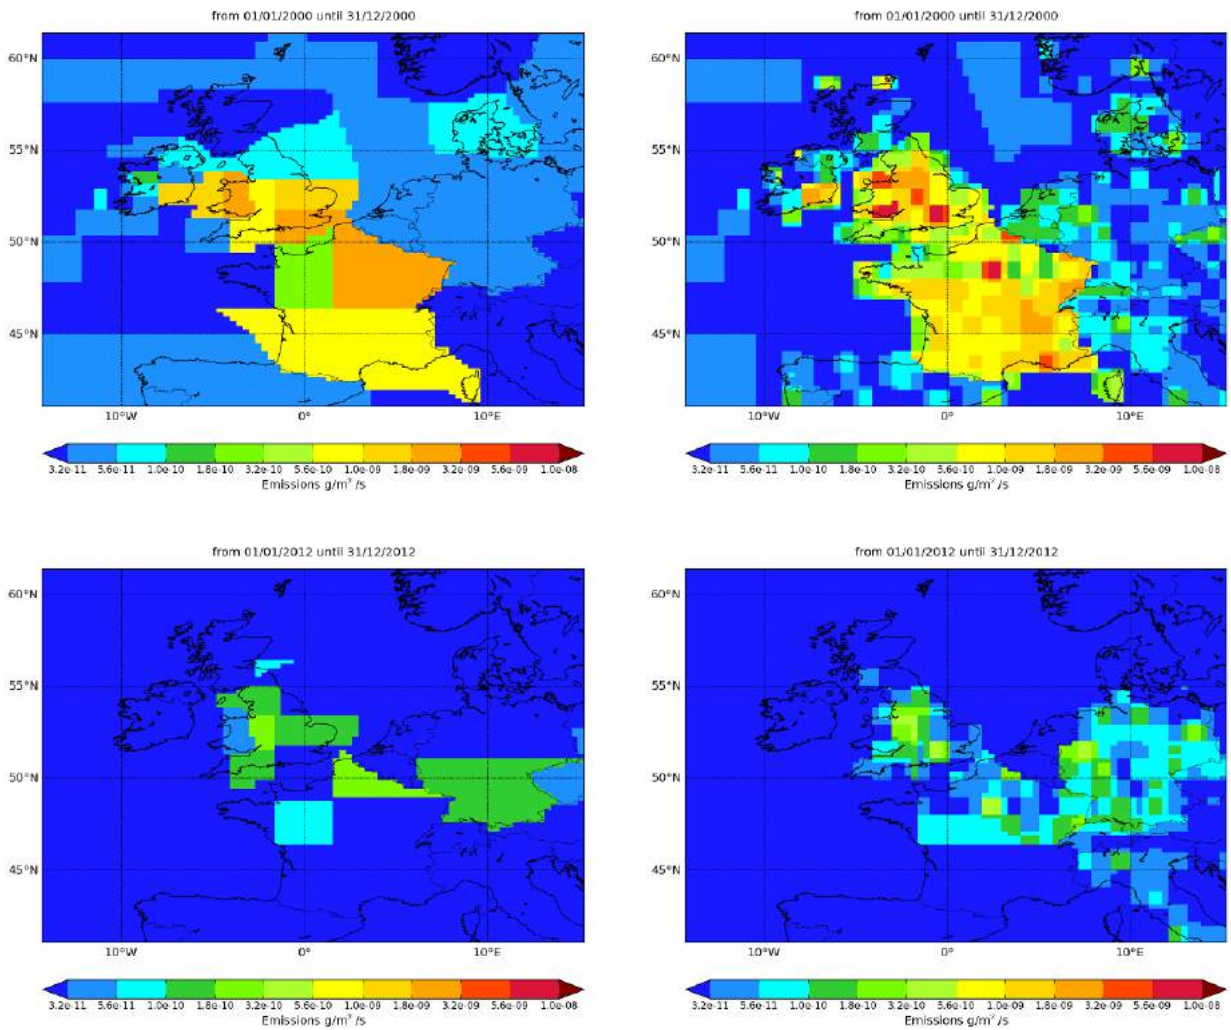 from 01/01/2000 until 31/12/2000
60°N
55°N
50°N
45°N
10°W 0° 10°E
3.2e-11 5.6e-11 1.0e-10 1.8e-10 3.2e-10 5.6e-10 1.0e-09 1.8e-09 3.2e-09 5.6e-09 1.0e-08
Emissions g/m² /s
from 01/01/2000 until 31/12/2000
60°N
55°N
50°N
45°N
10°W 0° 10°E
3.2e-11 5.6e-11 1.0e-10 1.8e-10 3.2e-10 5.6e-10 1.0e-09 1.8e-09 3.2e-09 5.6e-09 1.0e-08
Emissions g/m² /s
from 01/01/2012 until 31/12/2012
60°N
55°N
50°N
45°N
10°W 0° 10°E
3.2e-11 5.6e-11 1.0e-10 1.8e-10 3.2e-10 5.6e-10 1.0e-09 1.8e-09 3.2e-09 5.6e-09 1.0e-08
Emissions g/m² /s
from 01/01/2012 until 31/12/2012
60°N
55°N
50°N
45°N
10°W 0° 10°E
3.2e-11 5.6e-11 1.0e-10 1.8e-10 3.2e-10 5.6e-10 1.0e-09 1.8e-09 3.2e-09 5.6e-09 1.0e-08
Emissions g/m² /s